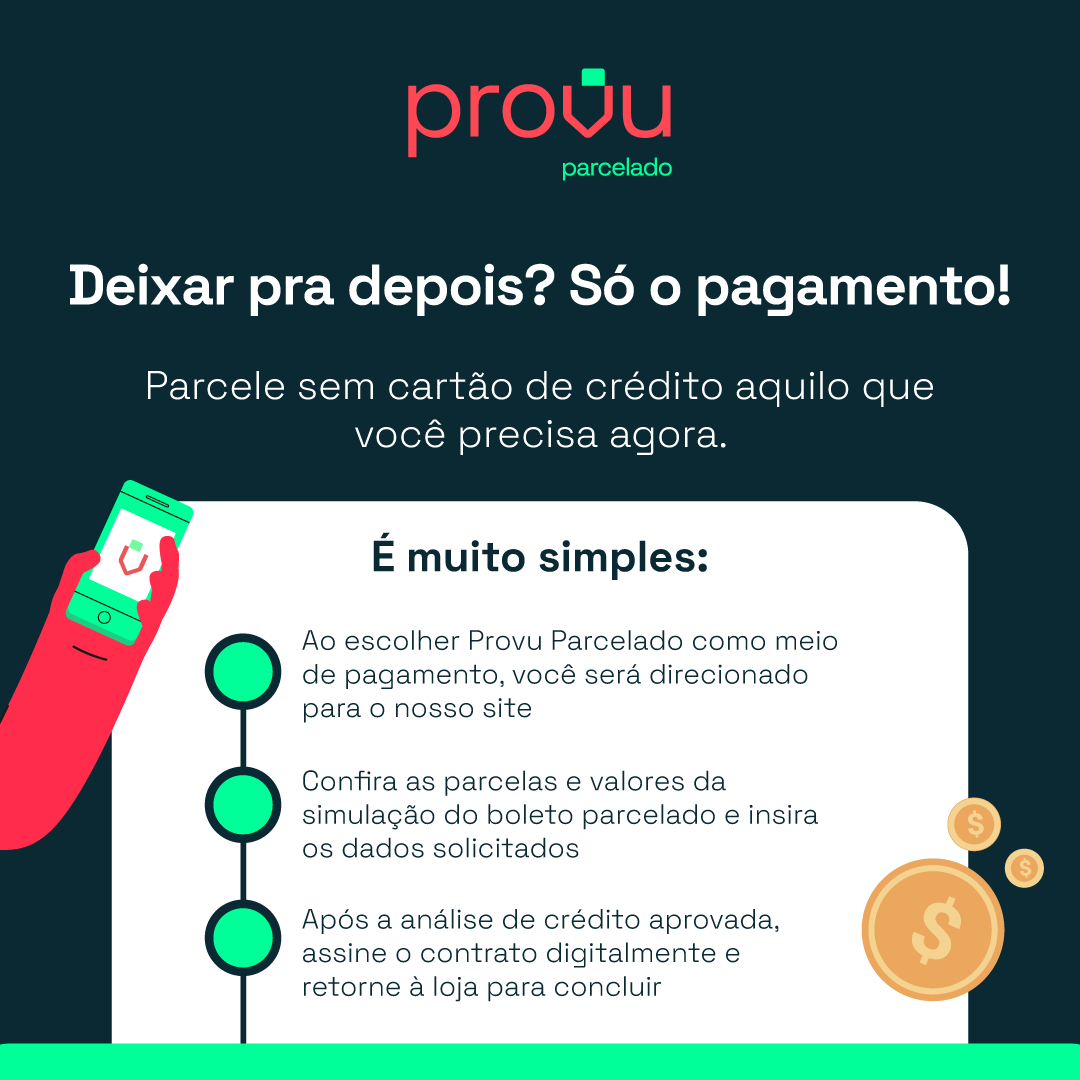 provu
parcelado
Deixar pra depois? Só o pagamento!
Parcele sem cartão de crédito aquilo que
você precisa agora.
É muito simples:
Ao escolher Provu Parcelado como meio
de pagamento, você será direcionado
para o nosso site
Confira as parcelas e valores da
simulação do boleto parcelado e insira
os dados solicitados
Após a análise de crédito aprovada,
assine o contrato digitalmente e
retorne à loja para concluir
$
$
$